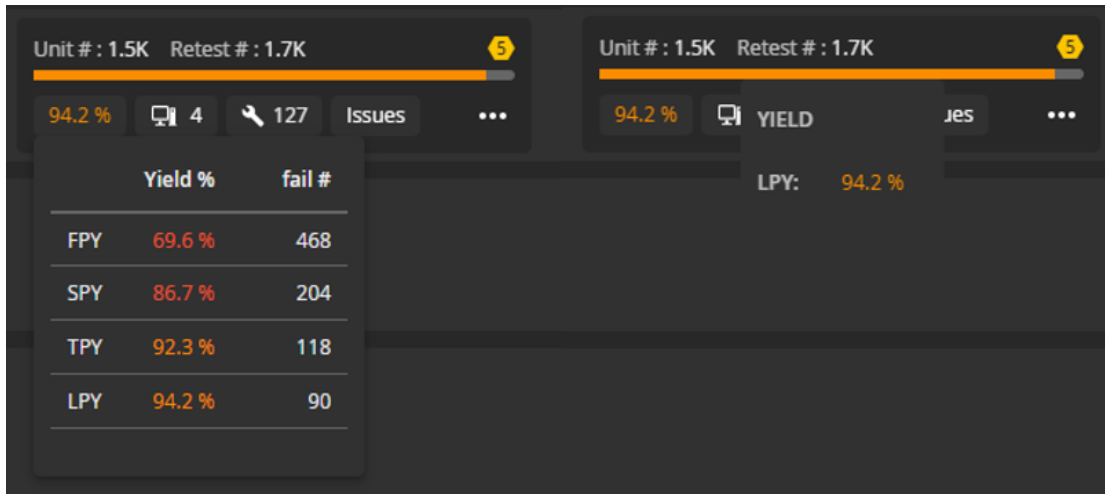 Unit # : 1.5K Retest # : 1.7K 5
94.2 % 4 127 Issues •••
Yield % fail #
FPY 69.6 % 468
SPY 86.7 % 204
TPY 92.3 % 118
LPY 94.2 % 90
Unit # : 1.5K Retest # : 1.7K 5
94.2 % ues •••
YIELD
LPY: 94.2 %